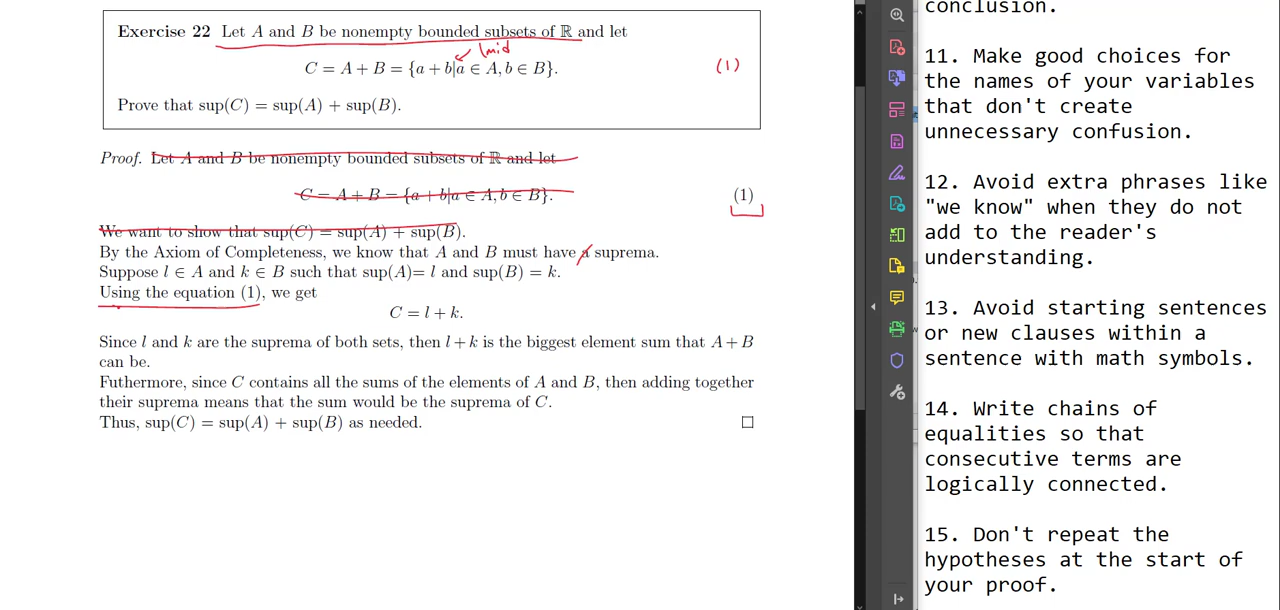 Exercise 22 Let A and B be nonempty bounded subsets of ℝ and let
\mid
C = A + B = {a + b|a ∈ A, b ∈ B}.
(1)
Prove that sup(C) = sup(A) + sup(B).
Proof. Let A and B be nonempty bounded subsets of ℝ and let
C = A + B = {a + b|a ∈ A, b ∈ B}. (1)
We want to show that sup(C) = sup(A) + sup(B).
By the Axiom of Completeness, we know that A and B must have a suprema.
Suppose l ∈ A and k ∈ B such that sup(A)= l and sup(B) = k.
Using the equation (1), we get
C = l + k.
Since l and k are the suprema of both sets, then l + k is the biggest element sum that A + B
can be.
Futhermore, since C contains all the sums of the elements of A and B, then adding together
their suprema means that the sum would be the suprema of C.
Thus, sup(C) = sup(A) + sup(B) as needed. □
conclusion.
11. Make good choices for
the names of your variables
that don't create
unnecessary confusion.
12. Avoid extra phrases like
"we know" when they do not
add to the reader's
understanding.
13. Avoid starting sentences
or new clauses within a
sentence with math symbols.
14. Write chains of
equalities so that
consecutive terms are
logically connected.
15. Don't repeat the
hypotheses at the start of
your proof.